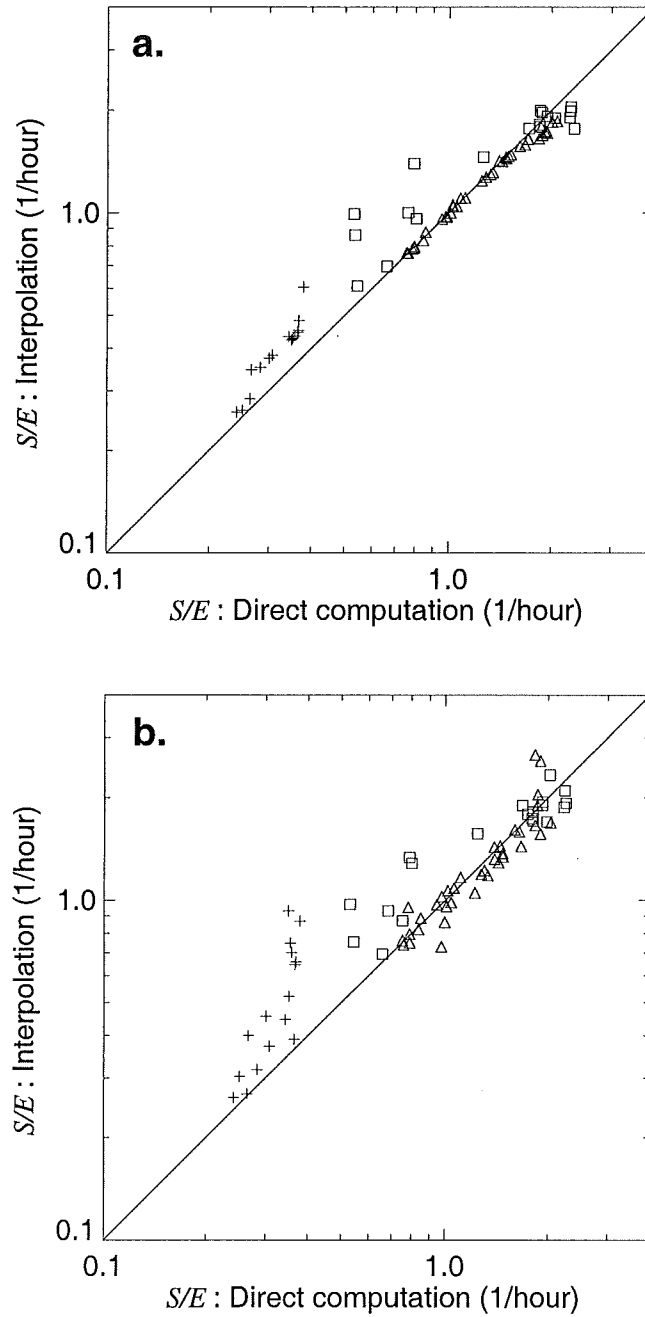 a.
1.0
0.1
S/E : Interpolation (1/hour)
0.1
1.0
S/E : Direct computation (1/hour)
b.
1.0
0.1
S/E : Interpolation (1/hour)
0.1
1.0
S/E : Direct computation (1/hour)